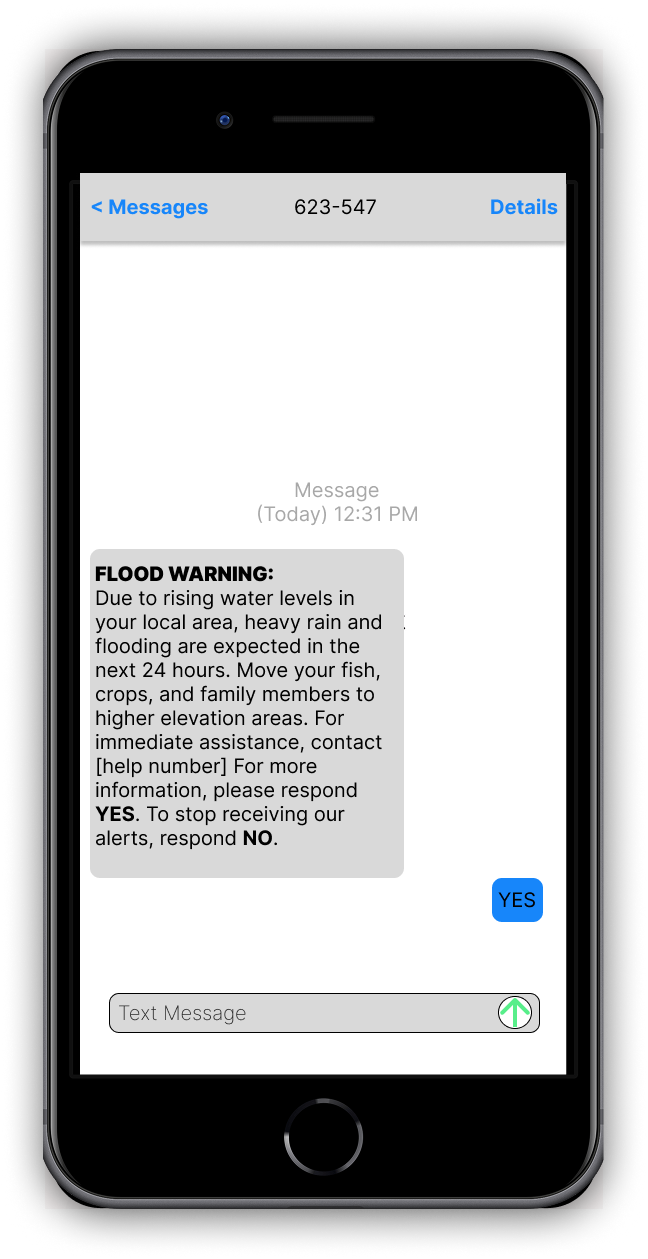 < Messages 623-547 Details
Message
(Today) 12:31 PM
FLOOD WARNING:
Due to rising water levels in
your local area, heavy rain and
flooding are expected in the
next 24 hours. Move your fish,
crops, and family members to
higher elevation areas. For
immediate assistance, contact
[help number] For more
information, please respond
YES. To stop receiving our
alerts, respond NO.
YES
Text Message